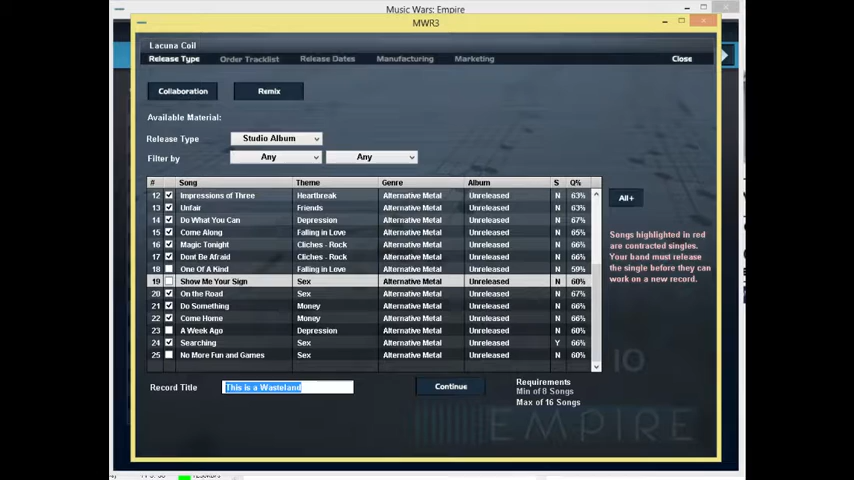 Music Wars: Empire
MWR3
Lacuna Coil
Release Type Order Tracklist Release Dates Manufacturing Marketing Close
Collaboration Remix
Available Material:
Release Type Studio Album
Filter by Any Any
# Song Theme Genre Album S Q%
12 Impressions of Three Heartbreak Alternative Metal Unreleased N 63%
13 Unfair Friends Alternative Metal Unreleased N 63%
14 Do What You Can Depression Alternative Metal Unreleased N 67%
15 Come Along Falling in Love Alternative Metal Unreleased N 65%
16 Magic Tonight Cliches - Rock Alternative Metal Unreleased N 66%
17 Dont Be Afraid Cliches - Rock Alternative Metal Unreleased N 66%
18 One Of A Kind Falling in Love Alternative Metal Unreleased N 59%
19 Show Me Your Sign Sex Alternative Metal Unreleased N 60%
20 On the Road Sex Alternative Metal Unreleased N 67%
21 Do Something Money Alternative Metal Unreleased N 66%
22 Come Home Money Alternative Metal Unreleased N 66%
23 A Week Ago Depression Alternative Metal Unreleased N 60%
24 Searching Sex Alternative Metal Unreleased Y 66%
25 No More Fun and Games Sex Alternative Metal Unreleased N 60%
All+
Songs highlighted in red
are contracted singles.
Your band must release
the single before they can
work on a new record.
Record Title This is a Wasteland Continue
Requirements
Min of 8 Songs
Max of 16 Songs
10
EMPIRE